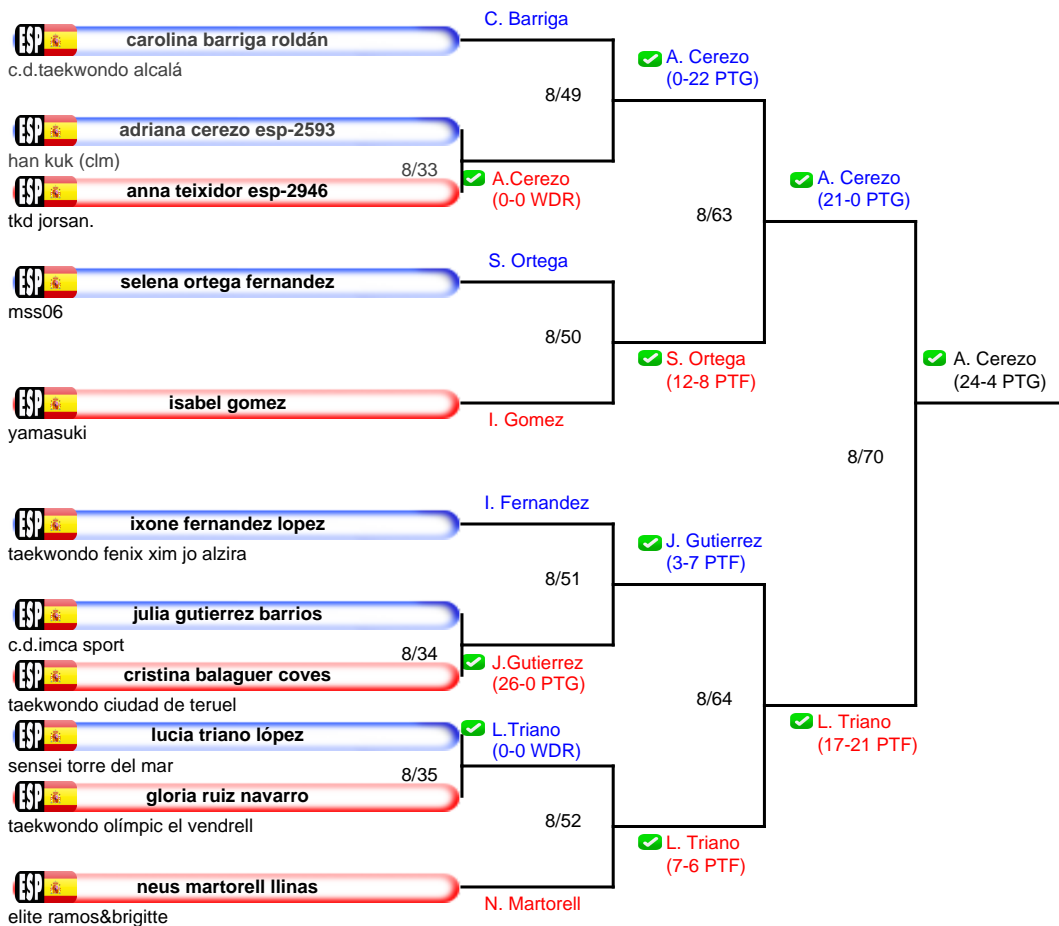 C. Barriga
ESP carolina barriga roldán
c.d.taekwondo alcalá
A. Cerezo
(0-22 PTG)
8/49
ESP adriana cerezo esp-2593
han kuk (clm)
8/33
A.Cerezo
(0-0 WDR)
ESP anna teixidor esp-2946
tkd jorsan.
A. Cerezo
(21-0 PTG)
8/63
S. Ortega
ESP selena ortega fernandez
mss06
8/50
S. Ortega
(12-8 PTF)
A. Cerezo
(24-4 PTG)
ESP isabel gomez
yamasuki
I. Gomez
8/70
I. Fernandez
ESP ixone fernandez lopez
taekwondo fenix xim jo alzira
J. Gutierrez
(3-7 PTF)
8/51
ESP julia gutierrez barrios
c.d.imca sport
8/34
J.Gutierrez
(26-0 PTG)
ESP cristina balaguer coves
taekwondo ciudad de teruel
8/64
L. Triano
(17-21 PTF)
ESP lucia triano lópez
sensei torre del mar
L.Triano
(0-0 WDR)
8/35
ESP gloria ruiz navarro
taekwondo olímpic el vendrell
8/52
L. Triano
(7-6 PTF)
ESP neus martorell llinas
elite ramos&brigitte
N. Martorell